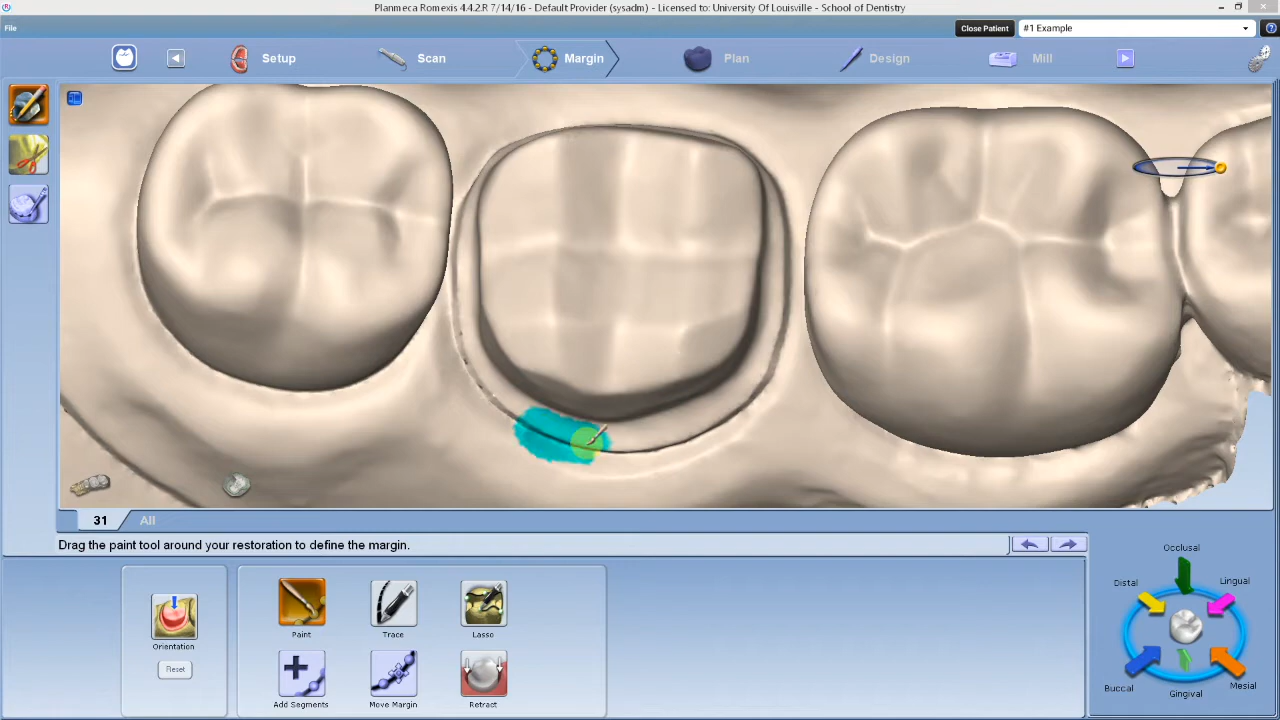 Planmeca Romexis 4.4.2.R 7/14/16 - Default Provider (sysadm) - Licensed to University Of Louisville - School of Dentistry
File
Close Patient
#1 Example
?
Setup
Scan
Margin
Plan
Design
Mill
31
All
Drag the paint tool around your restoration to define the margin.
Orientation
Reset
Paint
Trace
Lasso
Add Segments
Move Margin
Retract
Occlusal
Distal
Lingual
Buccal
Mesial
Gingival